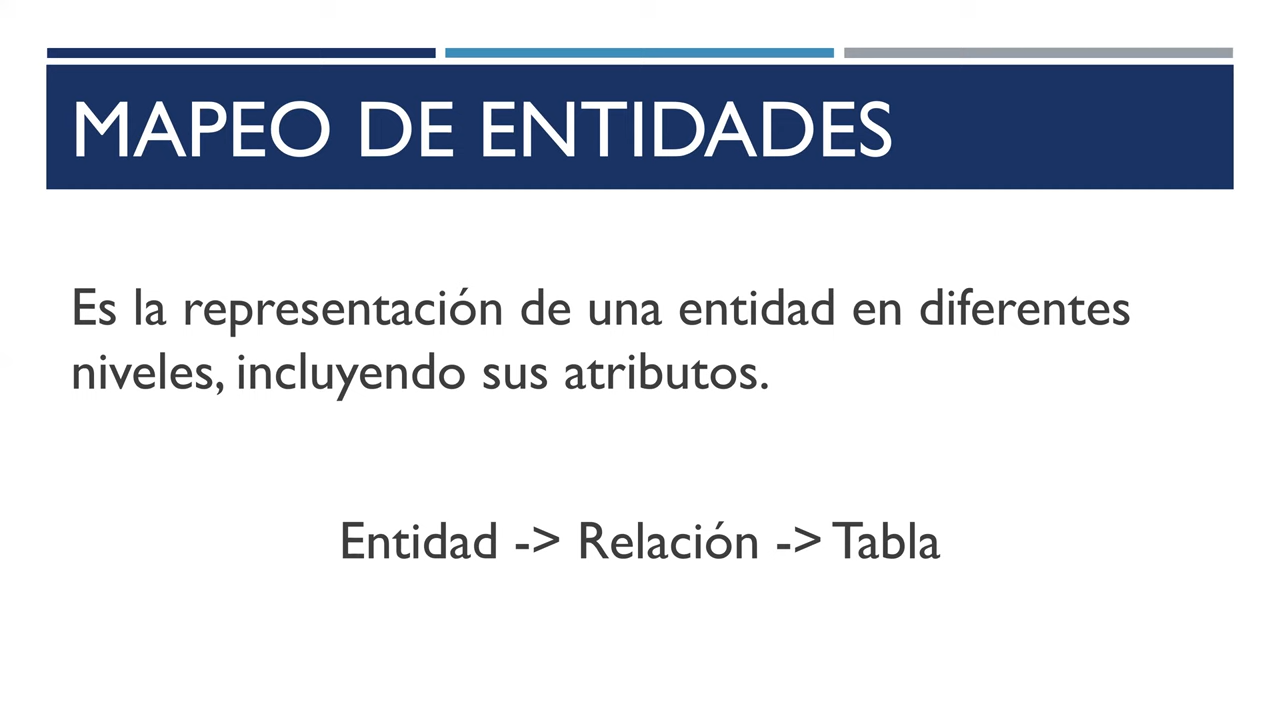 MAPEO DE ENTIDADES
Es la representación de una entidad en diferentes
niveles, incluyendo sus atributos.
Entidad -> Relación -> Tabla